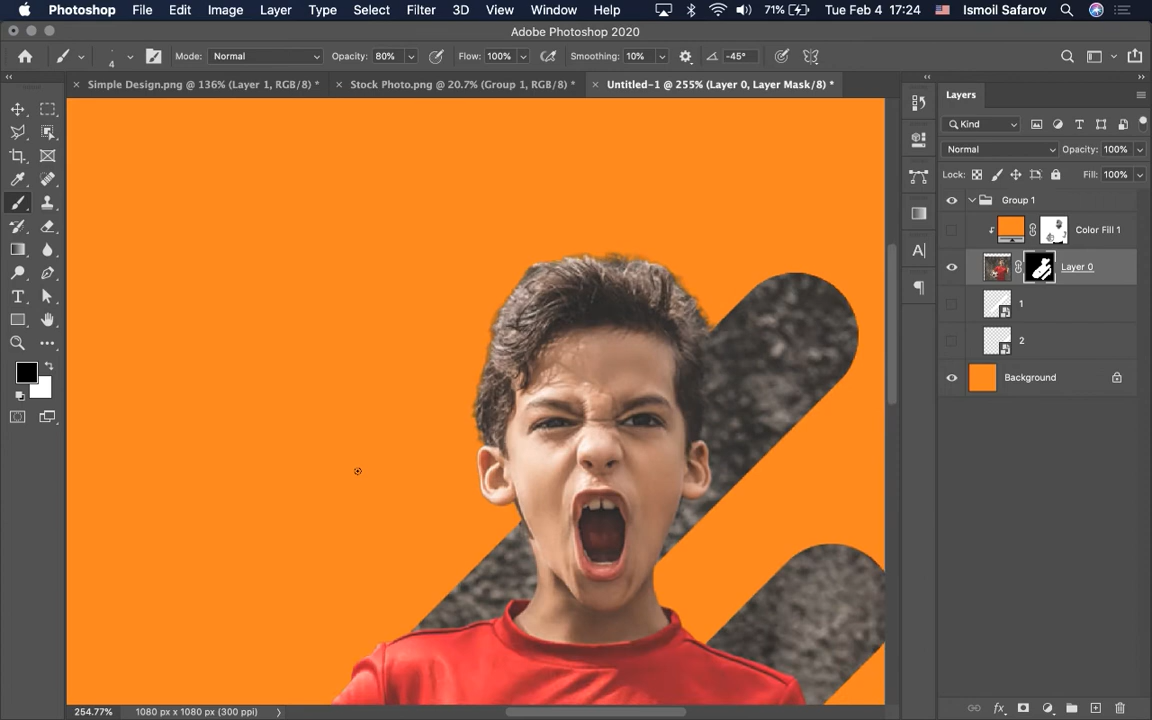 Photoshop File Edit Image Layer Type Select Filter 3D View Window Help 71% Tue Feb 4 17:24 Ismoil Safarov
Adobe Photoshop 2020
4 Mode: Normal Opacity: 80% Flow: 100% Smoothing: 10% -45°
Simple Design.png @ 136% (Layer 1, RGB/8) * Stock Photo.png @ 20.7% (Group 1, RGB/8) * Untitled-1 @ 255% (Layer 0, Layer Mask/8) *
Layers
Kind
Normal Opacity: 100%
Lock: Fill: 100%
Group 1
Color Fill 1
Layer 0
1
2
Background
254.77% 1080 px x 1080 px (300 ppi)